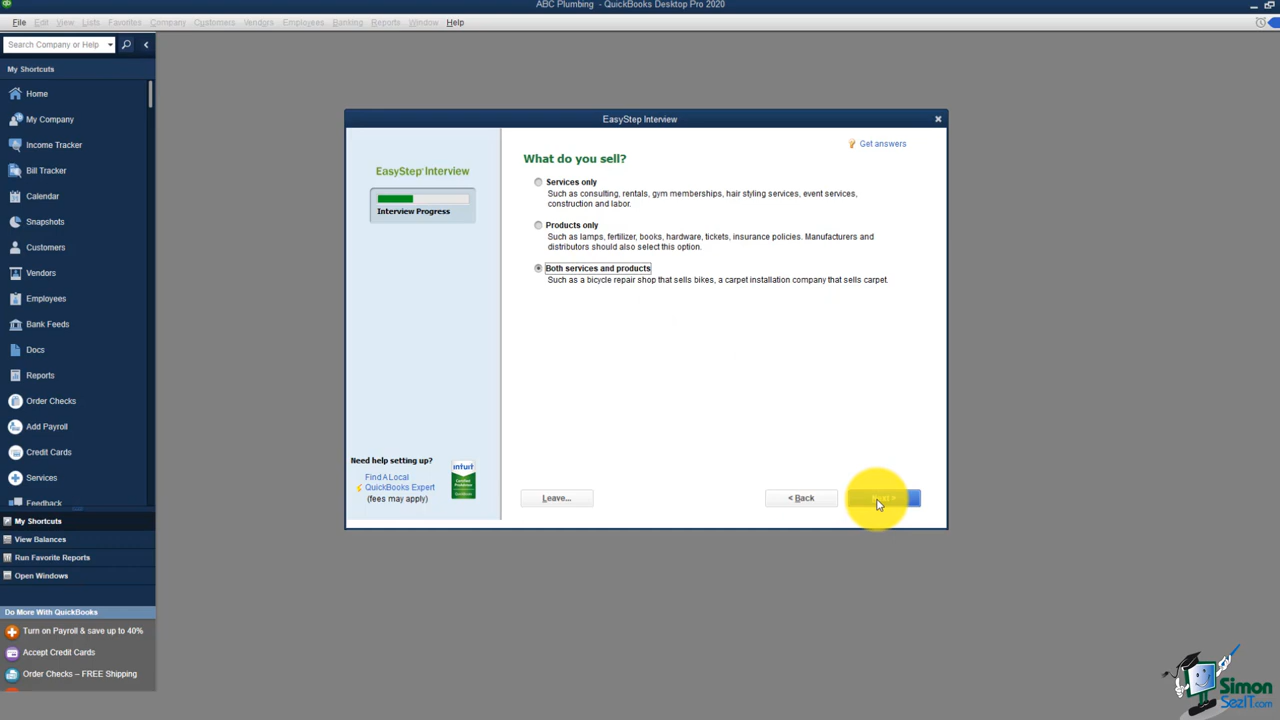 ABC Plumbing - QuickBooks Desktop Pro 2020
File Edit View Lists Favorites Company Customers Vendors Employees Banking Reports Window Help
Search Company or Help
My Shortcuts
Home
My Company
Income Tracker
Bill Tracker
Calendar
Snapshots
Customers
Vendors
Employees
Bank Feeds
Docs
Reports
Order Checks
Add Payroll
Credit Cards
Services
Feedback
My Shortcuts
View Balances
Run Favorite Reports
Open Windows
Do More With QuickBooks
Turn on Payroll & save up to 40%
Accept Credit Cards
Order Checks – FREE Shipping
EasyStep Interview
EasyStep Interview
Interview Progress
Need help setting up?
Find A Local
QuickBooks Expert
(fees may apply)
intuit
Get answers
What do you sell?
Services only
Such as consulting, rentals, gym memberships, hair styling services, event services,
construction and labor.
Products only
Such as lamps, fertilizer, books, hardware, tickets, insurance policies. Manufacturers and
distributors should also select this option.
Both services and products
Such as a bicycle repair shop that sells bikes, a carpet installation company that sells carpet.
Leave...
< Back
Next >
Simon
SezIT.com